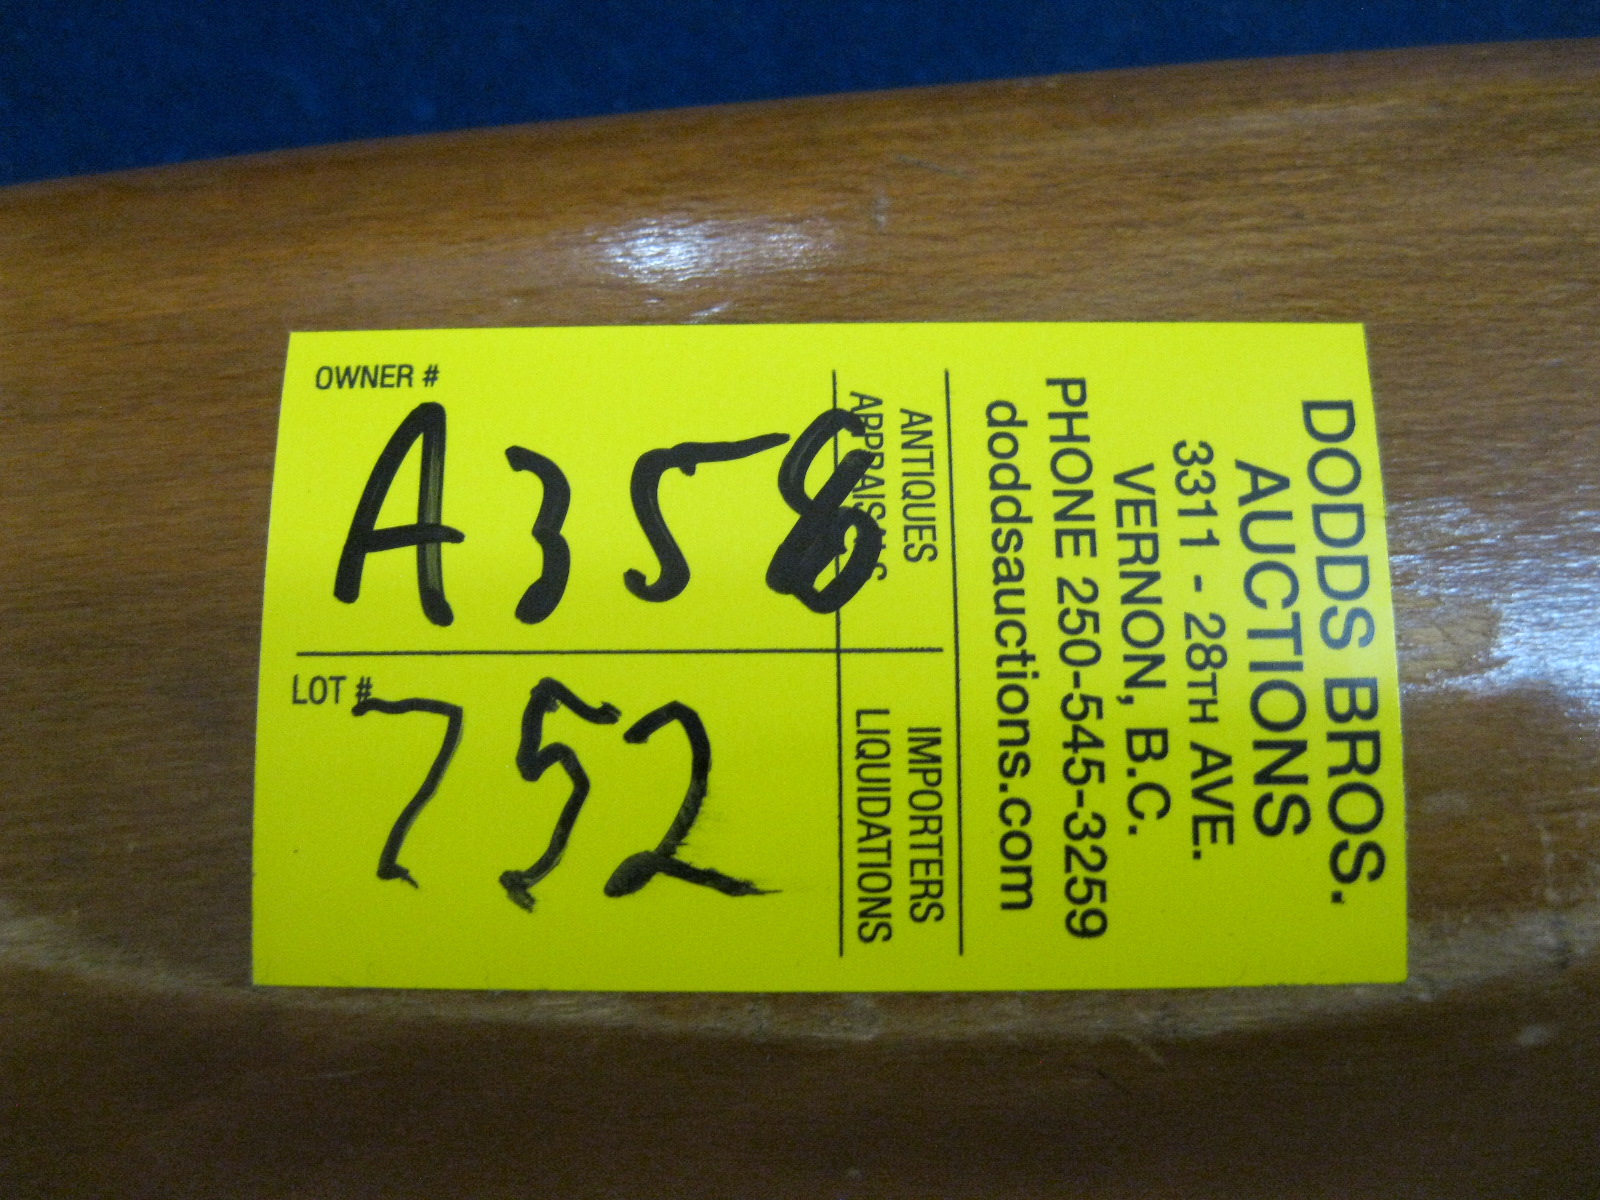 DODDS BROS.
AUCTIONS
3311 - 28TH AVE.
VERNON, B.C.
PHONE 250-545-3259
doddsauctions.com
ANTIQUES IMPORTERS
APPRAISALS LIQUIDATIONS
OWNER #
A358
LOT #
752